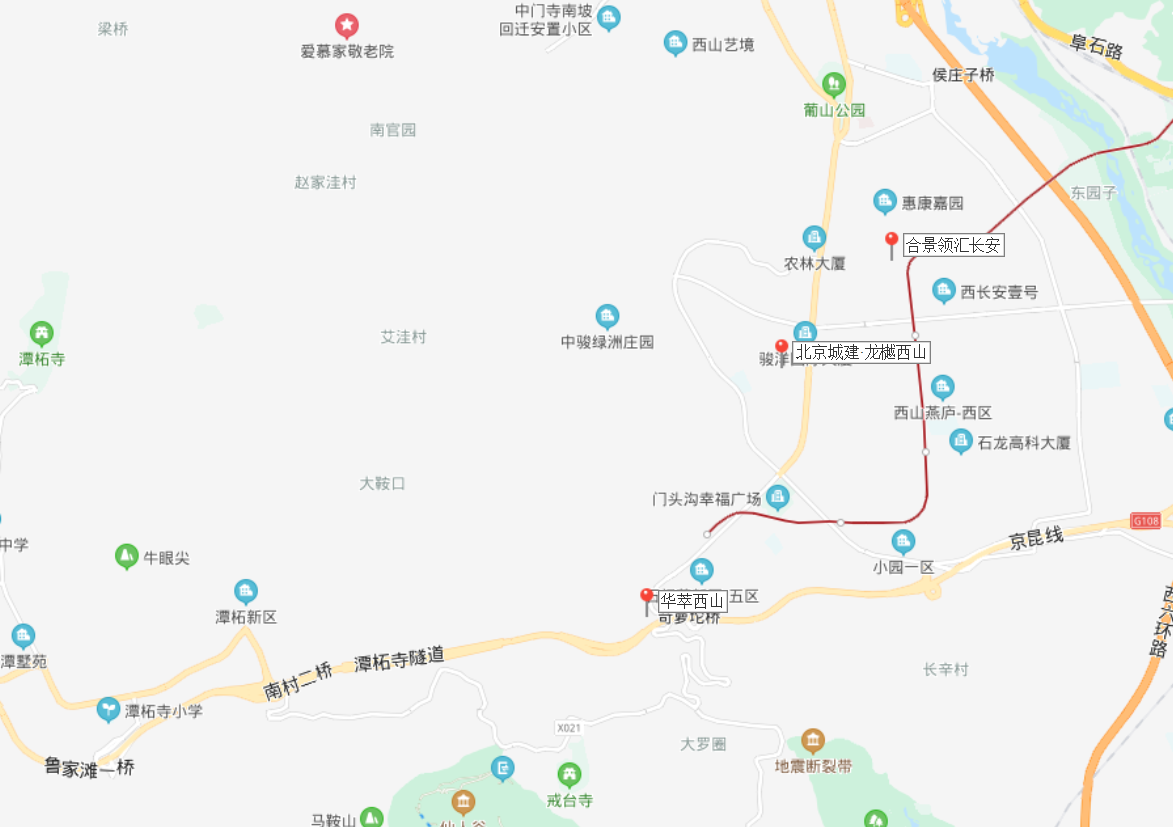 中门寺南坡
回迁安置小区
梁桥
爱慕家敬老院
西山艺境
阜石路
侯庄子桥
葡山公园
南官园
赵家洼村
东园子
惠康嘉园
合景领汇长安
农林大厦
西长安壹号
潭柘寺
艾洼村
中骏绿洲庄园
北京城建·龙樾西山
西山燕庐-西区
石龙高科大厦
大鞍口
门头沟幸福广场
G108
京昆线
中学
牛眼尖
小园一区
潭柘新区
华萃西山
五区
奇萝坨桥
西六环路
潭墅苑
潭柘寺隧道
南村二桥
长辛村
潭柘寺小学
X021
大罗圈
鲁家滩一桥
地震断裂带
戒台寺
马鞍山